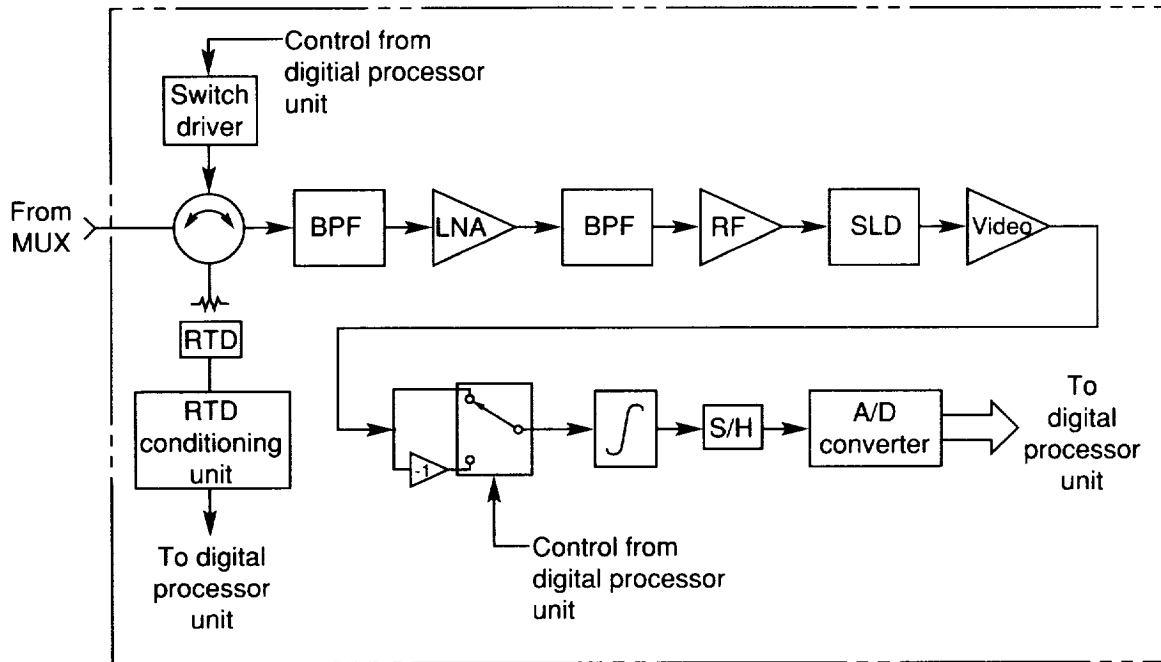 Control from
digitial processor
unit
Switch
driver
From
MUX
BPF
LNA
BPF
RF
SLD
Video
RTD
RTD
conditioning
unit
-1
∫
S/H
A/D
converter
To
digital
processor
unit
To digital
processor
unit
Control from
digital processor
unit